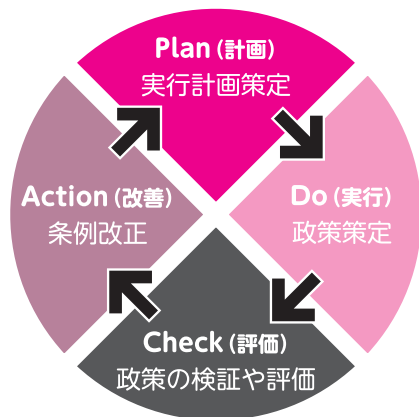 Plan（計画）
実行計画策定
Do（実行）
政策策定
Check（評価）
政策の検証や評価
Action（改善）
条例改正